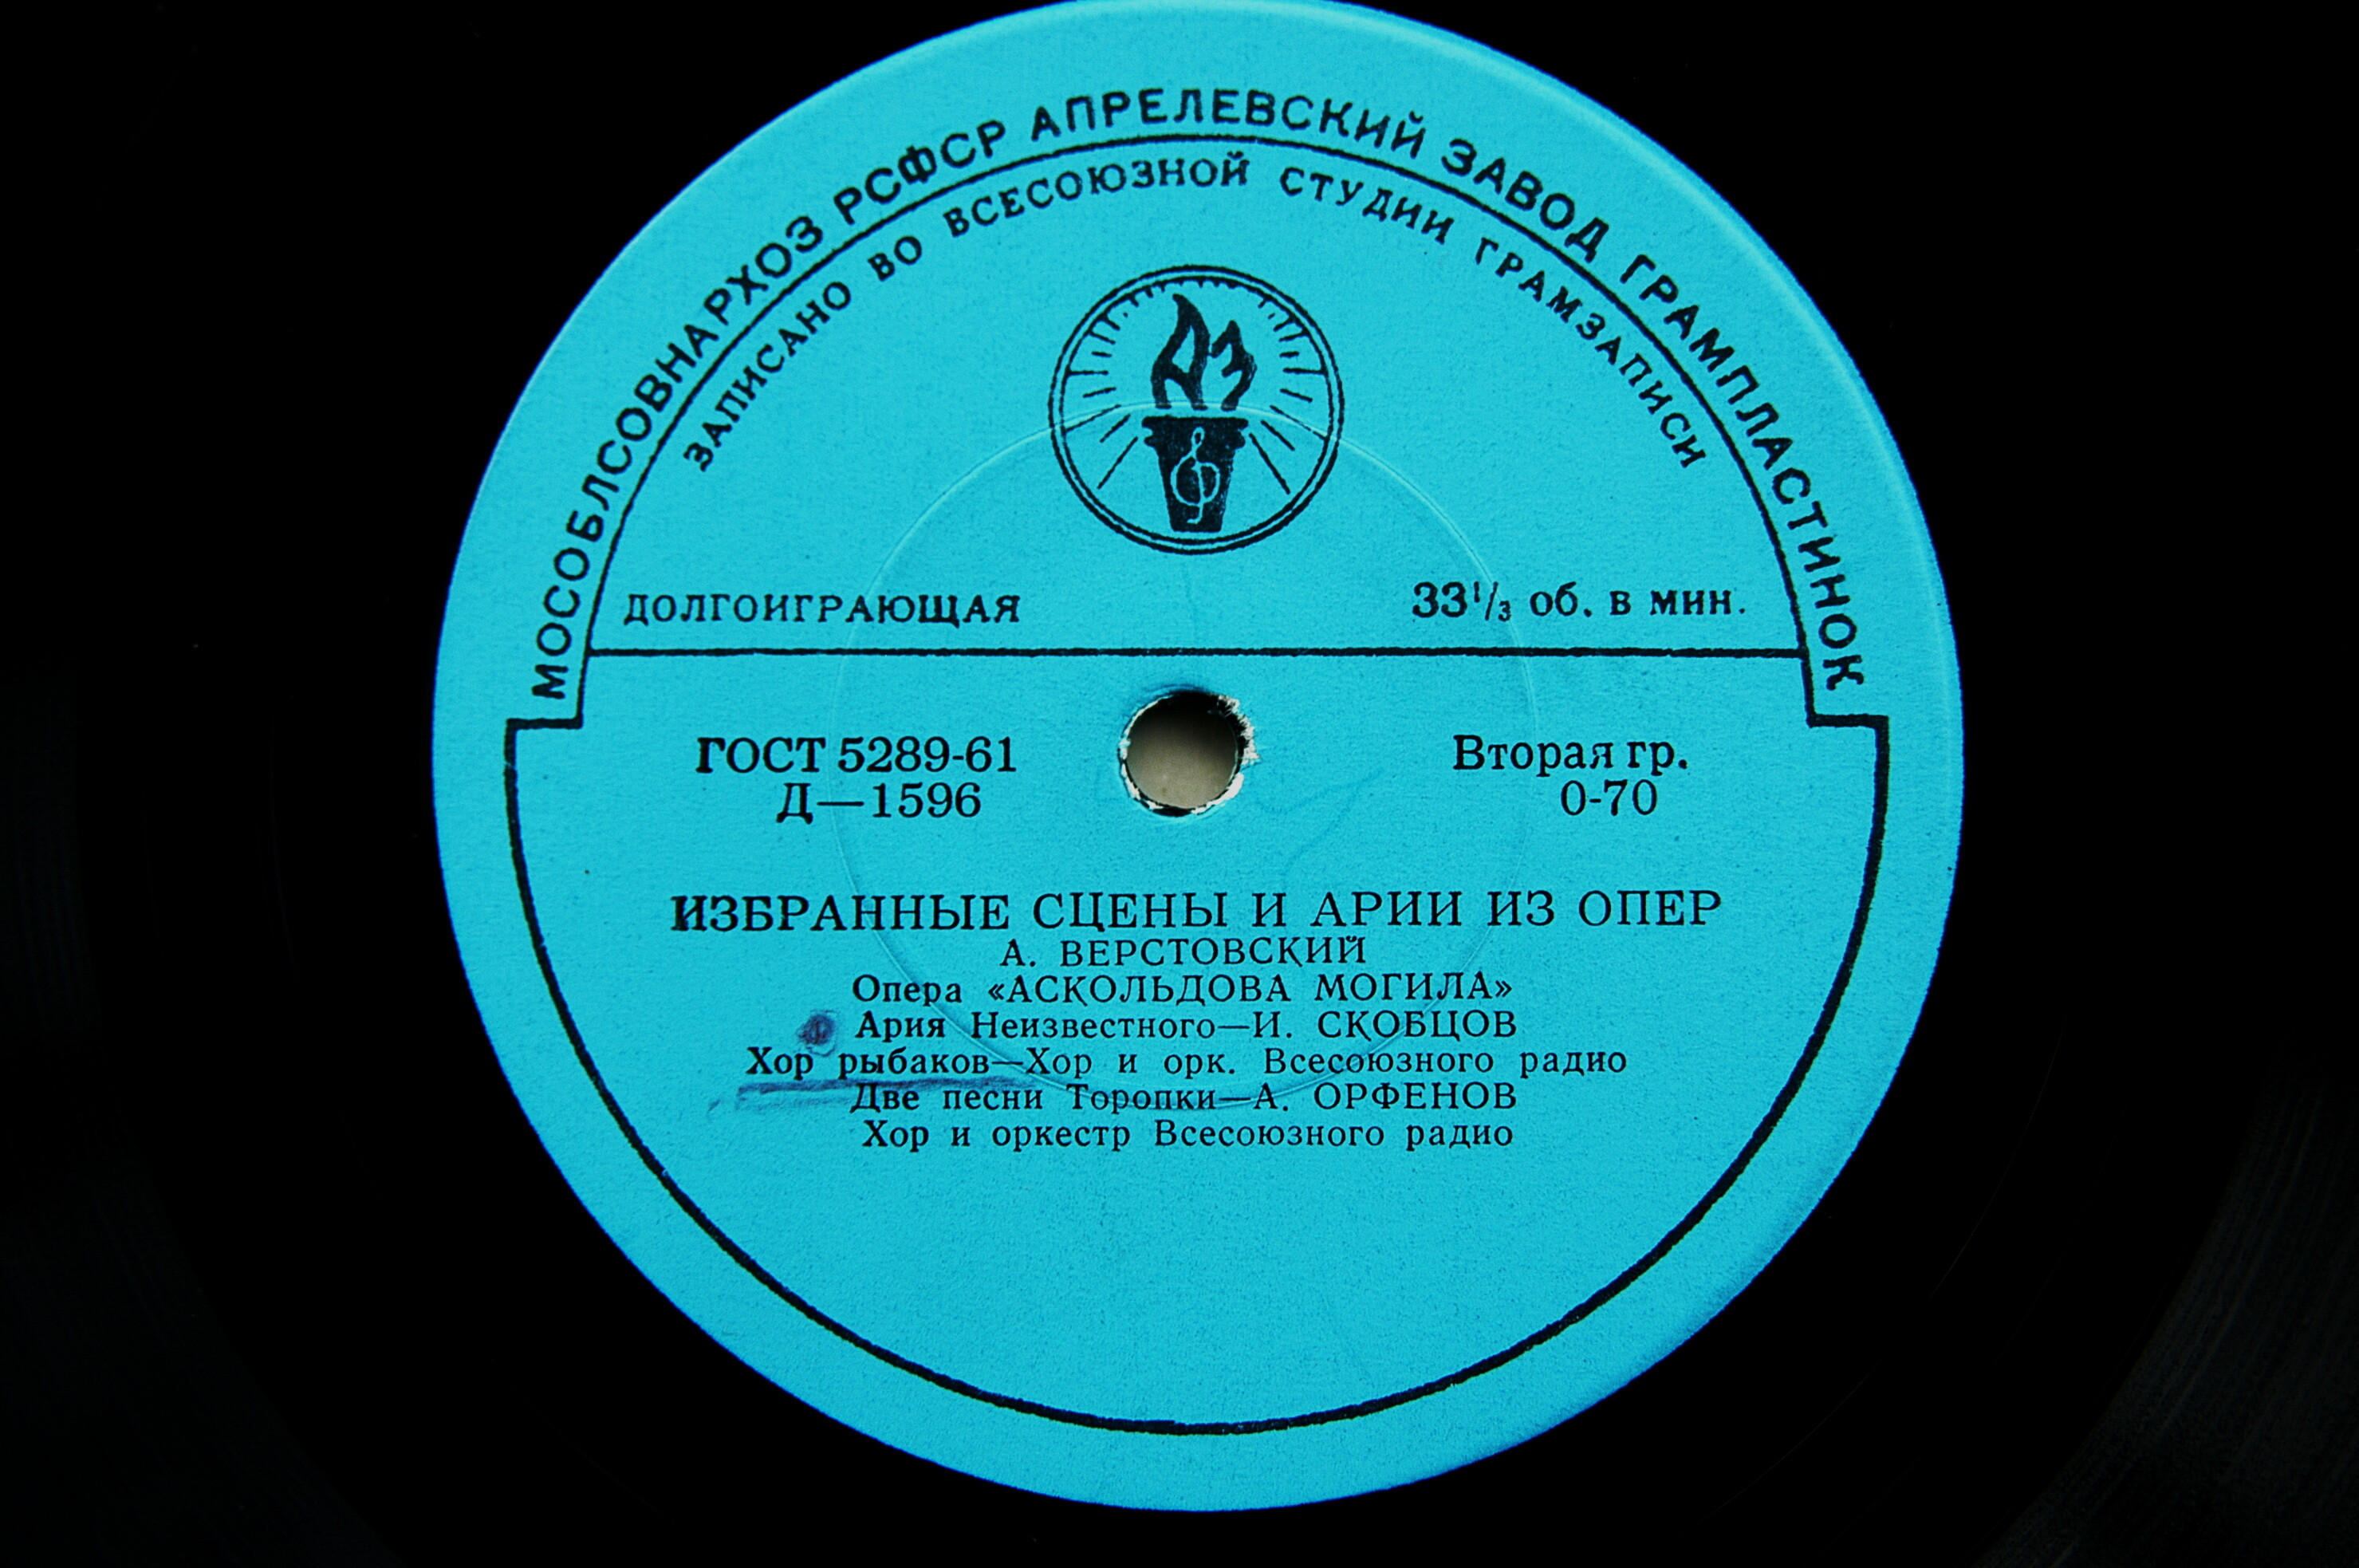 МОСОБЛСОВНАРХОЗ РСФСР АПРЕЛЕВСКИЙ ЗАВОД ГРАМПЛАСТИНОК
ЗАПИСАНО ВО ВСЕСОЮЗНОЙ СТУДИИ ГРАМЗАПИСИ
ДОЛГОИГРАЮЩАЯ 33 1/3 об. в мин.
ГОСТ 5289-61 Вторая гр.
Д—1596 0-70
ИЗБРАННЫЕ СЦЕНЫ И АРИИ ИЗ ОПЕР
А. ВЕРСТОВСКИЙ
Опера «АСКОЛЬДОВА МОГИЛА»
Ария Неизвестного—И. СКОБЦОВ
Хор рыбаков—Хор и орк. Всесоюзного радио
Две песни Торопки—А. ОРФЕНОВ
Хор и оркестр Всесоюзного радио